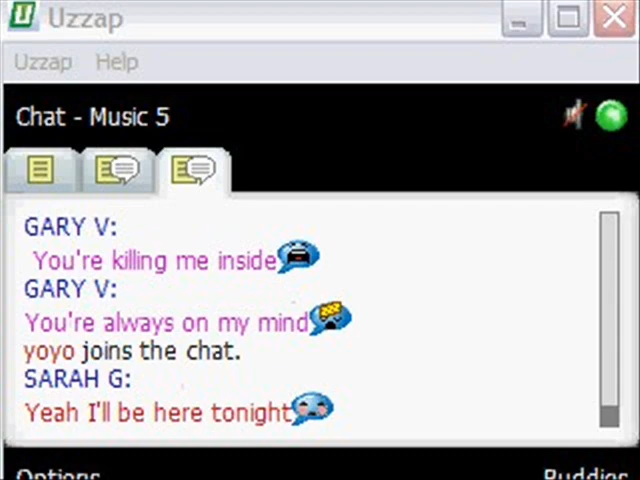 Uzzap
Uzzap Help
Chat - Music 5
GARY V:
You're killing me inside
GARY V:
You're always on my mind
yoyo joins the chat.
SARAH G:
Yeah I'll be here tonight
Options Buddies